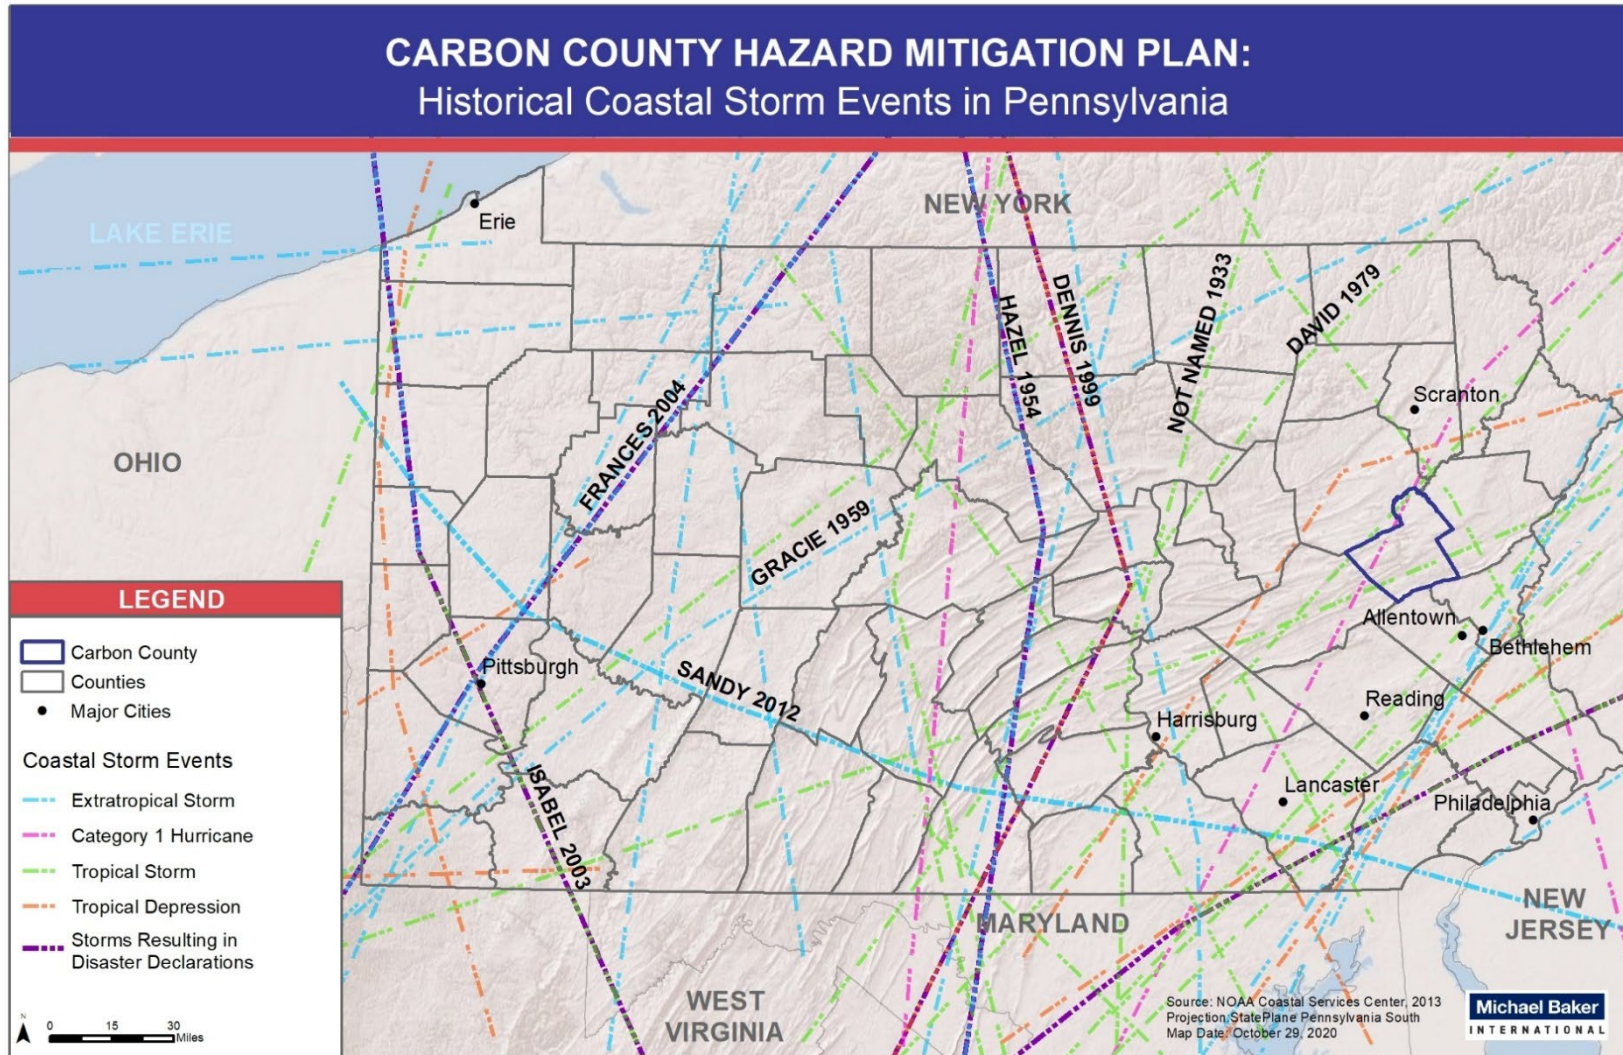 CARBON COUNTY HAZARD MITIGATION PLAN:
Historical Coastal Storm Events in Pennsylvania
LAKE ERIE
Erie
NEW YORK
HAZEL 1954
DENNIS 1999
NOT NAMED 1933
DAVID 1979
Scranton
FRANCES 2004
OHIO
GRACIE 1959
Allentown
Bethlehem
Pittsburgh
SANDY 2012
Reading
Harrisburg
Lancaster
Philadelphia
ISABEL 2003
MARYLAND
NEW
JERSEY
WEST
VIRGINIA
LEGEND
Carbon County
Counties
Major Cities
Coastal Storm Events
Extratropical Storm
Category 1 Hurricane
Tropical Storm
Tropical Depression
Storms Resulting in
Disaster Declarations
N
0 15 30
Miles
Source: NOAA Coastal Services Center, 2013
Projection:StatePlane Pennsylvania South
Map Date: October 29, 2020
Michael Baker
INTERNATIONAL